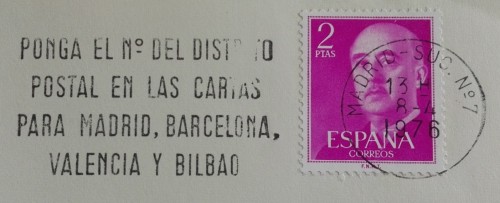 PONGA EL Nº DEL DISTRITO
POSTAL EN LAS CARTAS
PARA MADRID, BARCELONA,
VALENCIA Y BILBAO
2
PTAS
ESPAÑA
CORREOS
F.N.M.T.
MADRID-SUC. Nº 7
1976